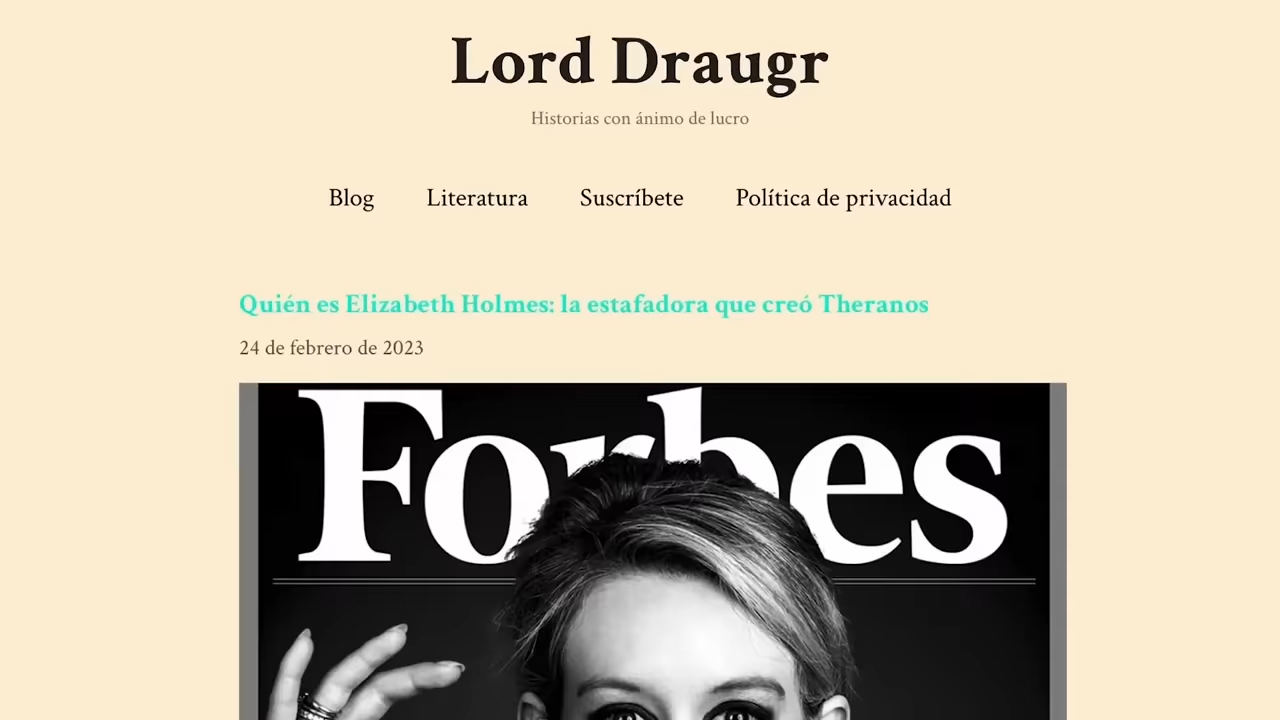 Lord Draugr
Historias con ánimo de lucro
Blog Literatura Suscríbete Política de privacidad
Quién es Elizabeth Holmes: la estafadora que creó Theranos
24 de febrero de 2023
Forbes